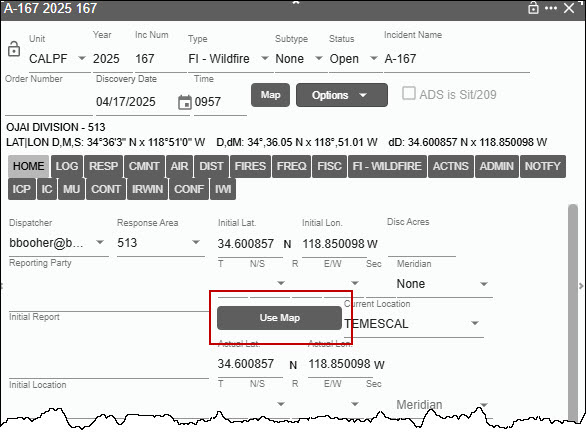 A-167 2025 167
Unit Year Inc Num Type Subtype Status Incident Name
CALPF 2025 167 FI - Wildfire None Open A-167
Order Number Discovery Date Time
04/17/2025 0957 Map Options ADS is Sit/209
OJAI DIVISION - 513
LAT|LON D,M,S: 34°36'3" N x 118°51'0" W D,dM: 34°,36.05 N x 118°,51.01 W dD: 34.600857 N x 118.850098 W
HOME LOG RESP CMNT AIR DIST FIRES FREQ FISC FI - WILDFIRE ACTNS ADMIN NOTFY
ICP IC MU CONT IRWIN CONF IWI
Dispatcher Response Area Initial Lat. Initial Lon. Disc Acres
bbooher@b... 513 34.600857 N 118.850098 W
Reporting Party T N/S R E/W Sec Meridian
None
Initial Report Use Map Current Location
TEMESCAL
Actual Lat. Actual Lon.
34.600857 N 118.850098 W
Initial Location T N/S R E/W Sec
Meridian